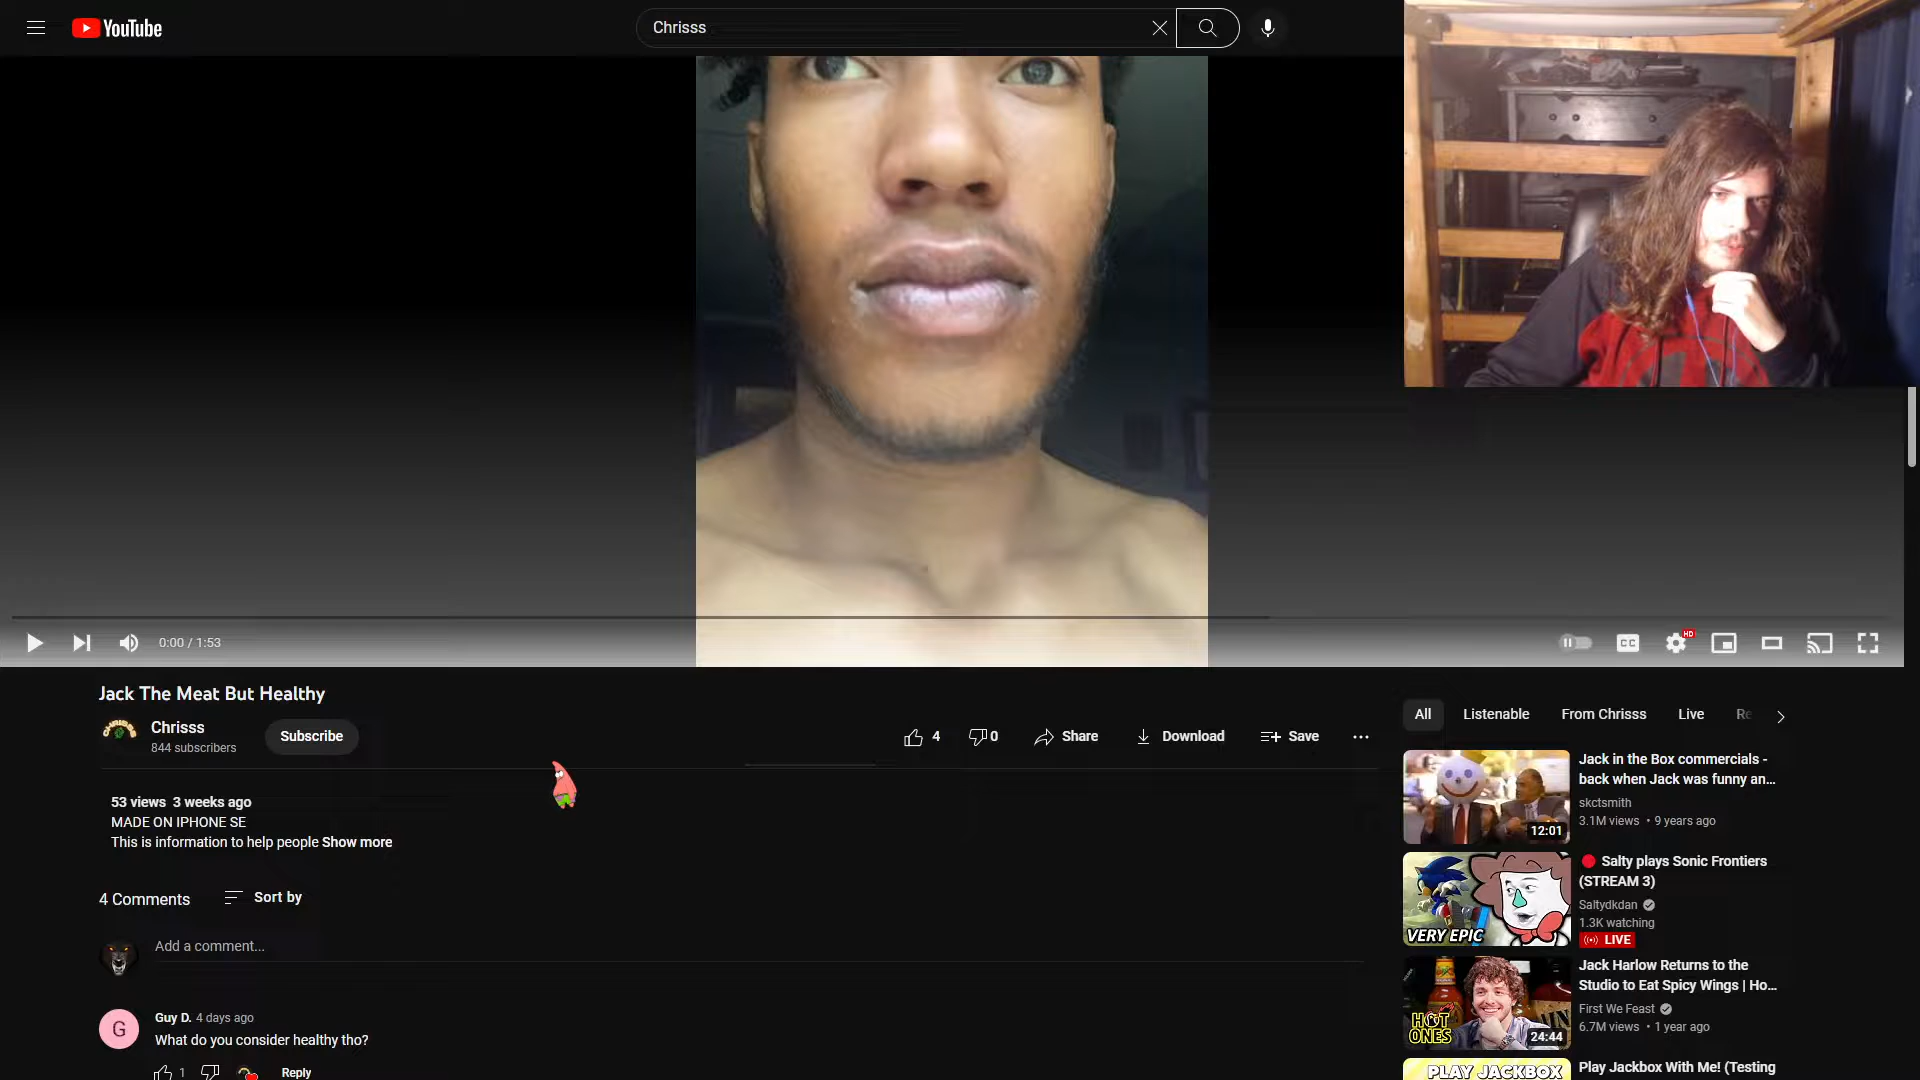 YouTube
Chrisss
0:00 / 1:53
CC
HD
Jack The Meat But Healthy
Chrisss
844 subscribers
Subscribe
4
0
Share
Download
Save
53 views 3 weeks ago
MADE ON IPHONE SE
This is information to help people Show more
4 Comments
Sort by
Add a comment...
G
Guy D. 4 days ago
What do you consider healthy tho?
1
Reply
All
Listenable
From Chrisss
Live
Re
12:01
Jack in the Box commercials -
back when Jack was funny an...
skctsmith
3.1M views • 9 years ago
VERY EPIC
Salty plays Sonic Frontiers
(STREAM 3)
Saltydkdan
1.3K watching
LIVE
HOT
ONES
24:44
Jack Harlow Returns to the
Studio to Eat Spicy Wings | Ho...
First We Feast
6.7M views • 1 year ago
PLAY JACKBOX
Play Jackbox With Me! (Testing